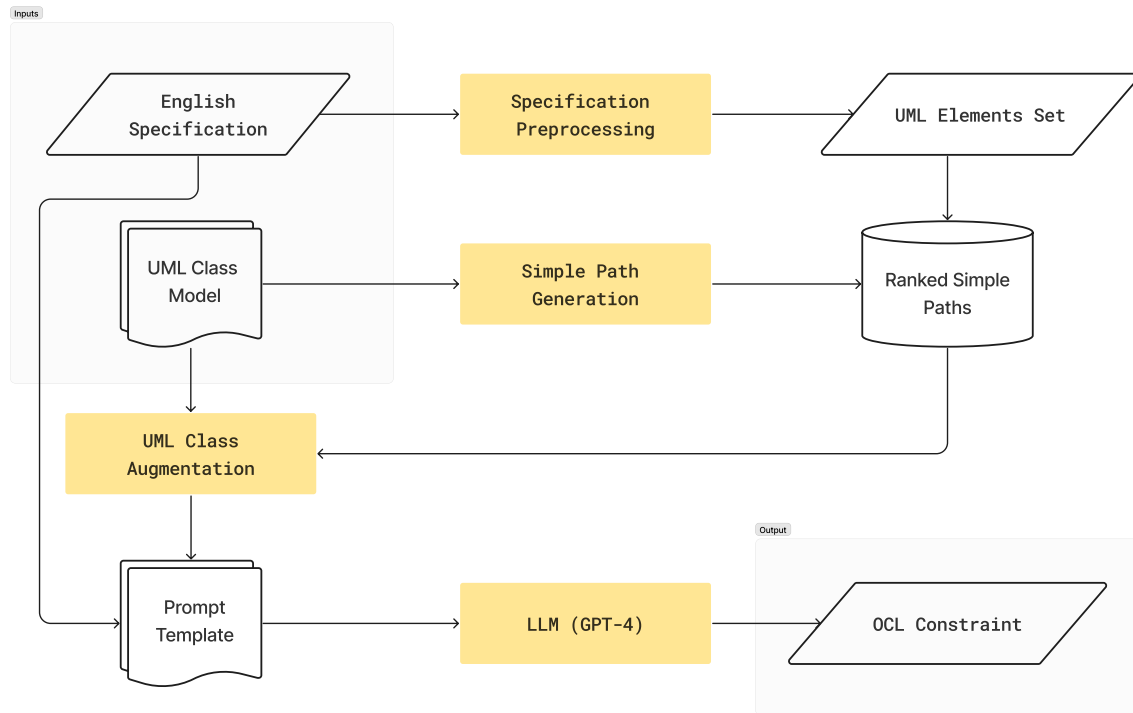 Inputs
English
Specification
Specification
Preprocessing
UML Elements Set
UML Class
Model
Simple Path
Generation
Ranked Simple
Paths
UML Class
Augmentation
Output
Prompt
Template
LLM (GPT-4)
OCL Constraint